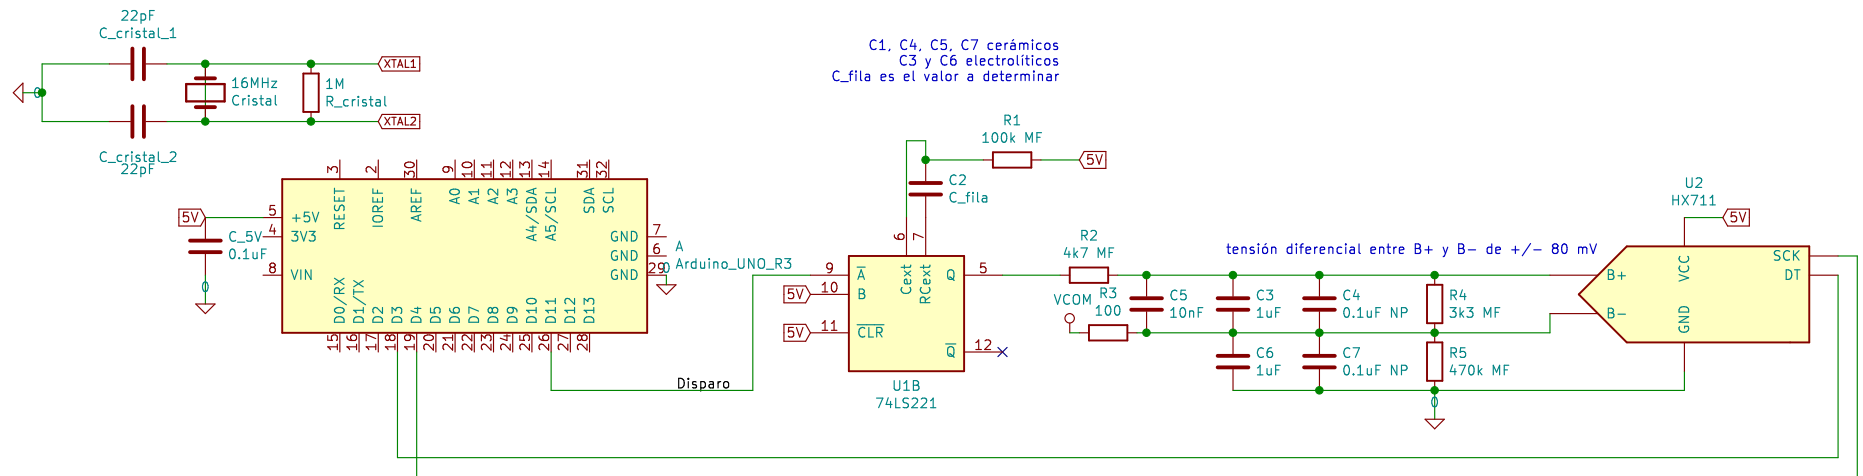 22pF
C_cristal_1
XTAL1
16MHz
Cristal
1M
R_cristal
0
XTAL2
C_cristal_2
22pF
C1, C4, C5, C7 cerámicos
C3 y C6 electrolíticos
C_fila es el valor a determinar
R1
100k MF
5V
C2
C_fila
3
2
30
9
10
11
12
13
14
31
32
RESET
IOREF
AREF
A0
A1
A2
A3
A4/SDA
A5/SCL
SDA
SCL
5V
5
+5V
4
3V3
8
VIN
C_5V
0.1uF
0
GND
7
GND
6
GND
29
0
A
Arduino_UNO_R3
D0/RX
D1/TX
D2
D3
D4
D5
D6
D7
D8
D9
D10
D11
D12
D13
15
16
17
18
19
20
21
22
23
24
25
26
27
28
Disparo
6
7
Cext
RCext
9
A
5V
10
B
5V
11
CLR
Q
5
Q
12
U1B
74LS221
R2
4k7 MF
VCOM
R3
100
C5
10nF
C3
1uF
C4
0.1uF NP
R4
3k3 MF
C6
1uF
C7
0.1uF NP
R5
470k MF
0
tensión diferencial entre B+ y B- de +/- 80 mV
U2
HX711
5V
VCC
GND
B+
B-
SCK
DT